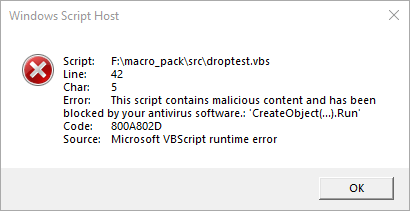 Windows Script Host
Script: F:\macro_pack\src\droptest.vbs
Line: 42
Char: 5
Error: This script contains malicious content and has been
blocked by your antivirus software.: 'CreateObject(...).Run'
Code: 800A802D
Source: Microsoft VBScript runtime error
OK